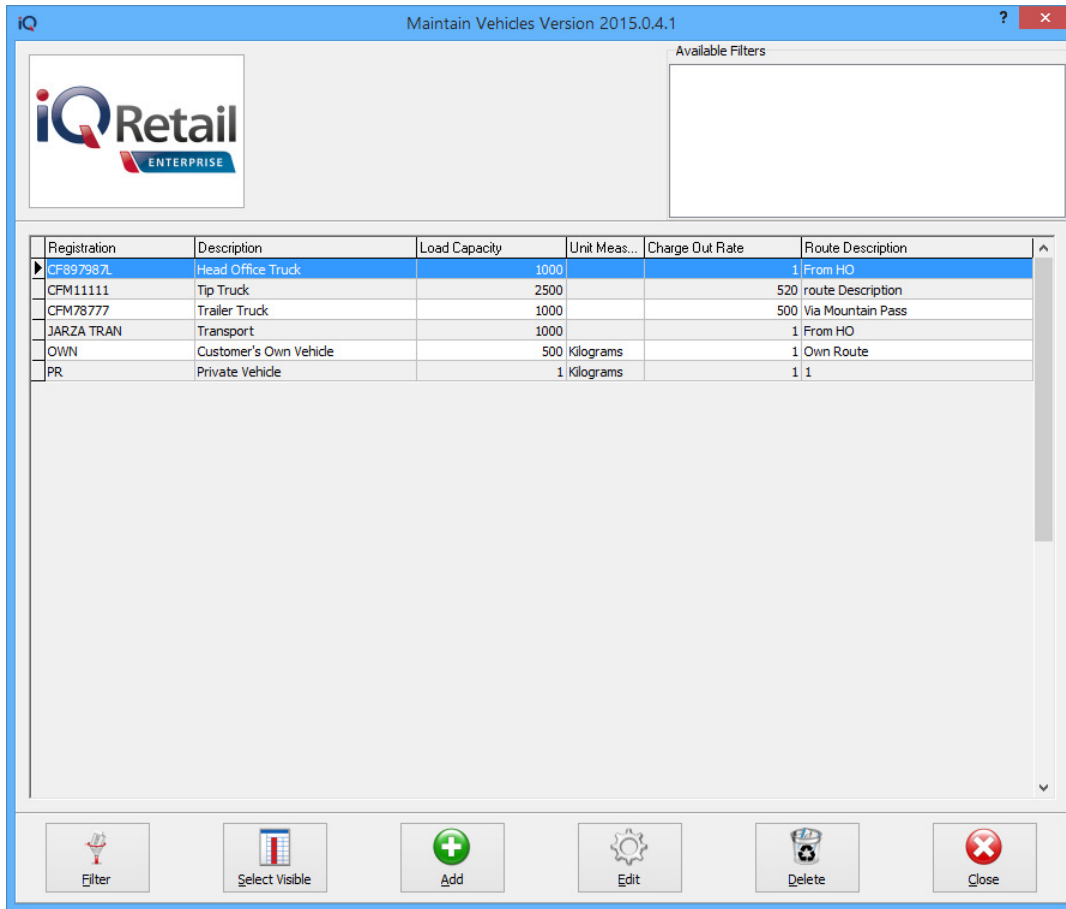 iQ Maintain Vehicles Version 2015.0.4.1 ? ×
Available Filters
iQ Retail
ENTERPRISE
Registration Description Load Capacity Unit Meas... Charge Out Rate Route Description
CF897987L Head Office Truck 1000 1 From HO
CFM11111 Tip Truck 2500 520 route Description
CFM78777 Trailer Truck 1000 500 Via Mountain Pass
JARZA TRAN Transport 1000 1 From HO
OWN Customer's Own Vehicle 500 Kilograms 1 Own Route
PR Private Vehicle 1 Kilograms 1 1
Filter Select Visible Add Edit Delete Close